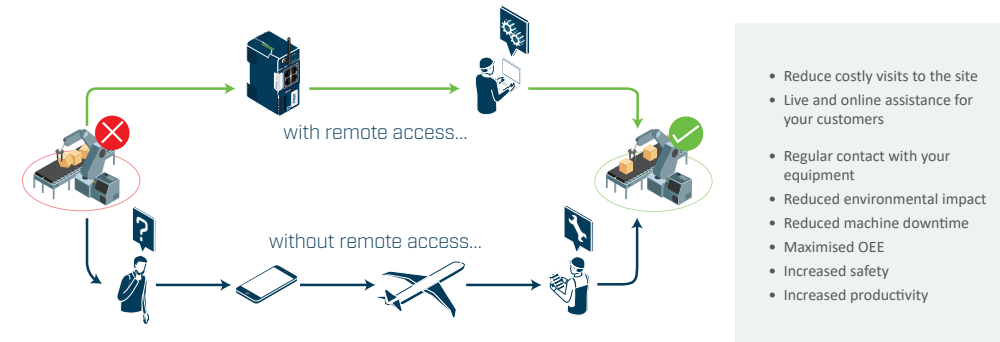 with remote access...
without remote access...
?
• Reduce costly visits to the site
• Live and online assistance for
your customers
• Regular contact with your
equipment
• Reduced environmental impact
• Reduced machine downtime
• Maximised OEE
• Increased safety
• Increased productivity